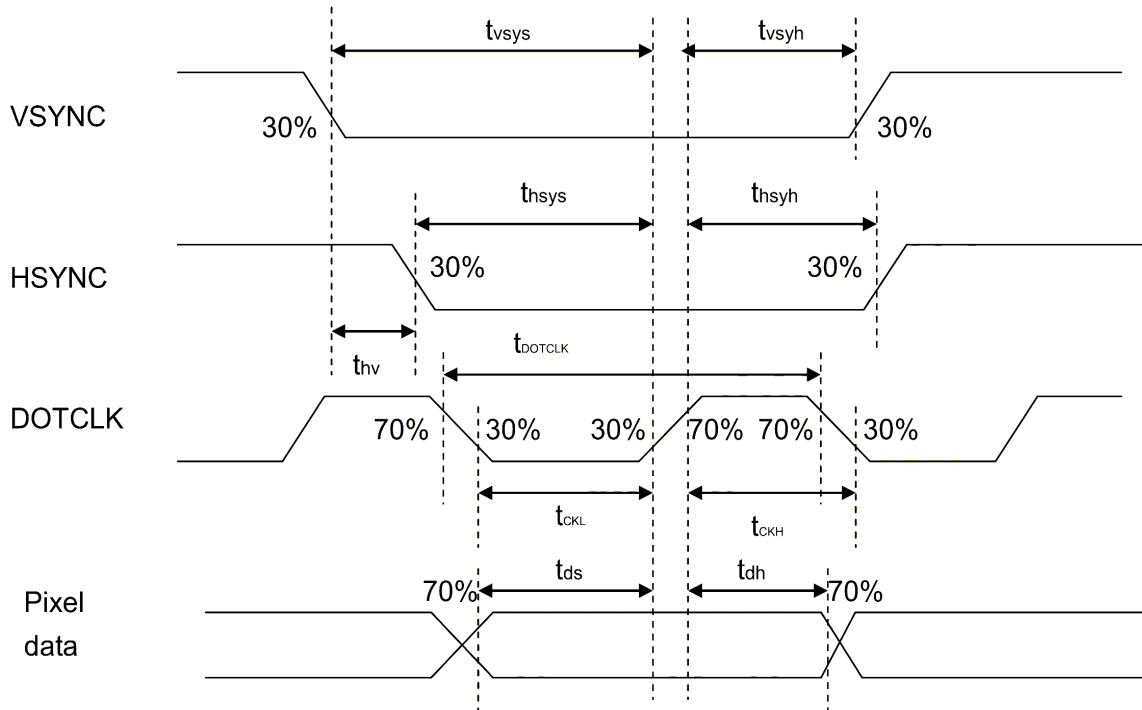 tvsys tvsyh
VSYNC
30% 30%
thsys thsyh
HSYNC
30% 30%
thv
tDOTCLK
DOTCLK
70% 30% 30% 70% 70% 30%
tCKL tCKH
tds tdh
70% 70%
Pixel
data